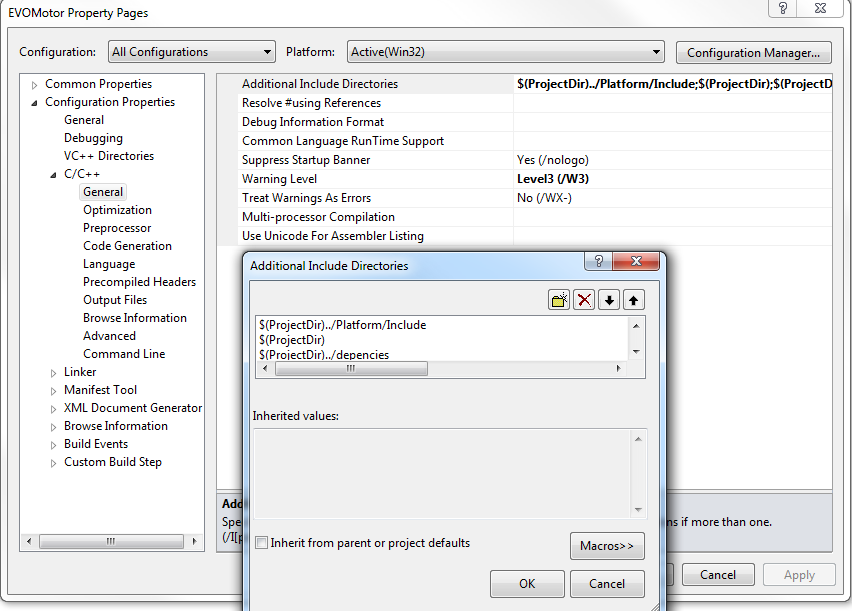 EVOMotor Property Pages
Configuration: All Configurations Platform: Active(Win32) Configuration Manager...
Common Properties
Configuration Properties
General
Debugging
VC++ Directories
C/C++
General
Optimization
Preprocessor
Code Generation
Language
Precompiled Headers
Output Files
Browse Information
Advanced
Command Line
Linker
Manifest Tool
XML Document Generator
Browse Information
Build Events
Custom Build Step
Additional Include Directories $(ProjectDir)../Platform/Include;$(ProjectDir);$(ProjectD
Resolve #using References
Debug Information Format
Common Language RunTime Support
Suppress Startup Banner Yes (/nologo)
Warning Level Level3 (/W3)
Treat Warnings As Errors No (/WX-)
Multi-processor Compilation
Use Unicode For Assembler Listing
Additional Include Directories
$(ProjectDir)../Platform/Include
$(ProjectDir)
$(ProjectDir)../depencies
Inherited values:
Inherit from parent or project defaults
Macros>>
OK Cancel
Add
Spe ns if more than one.
(/I[p
Cancel Apply